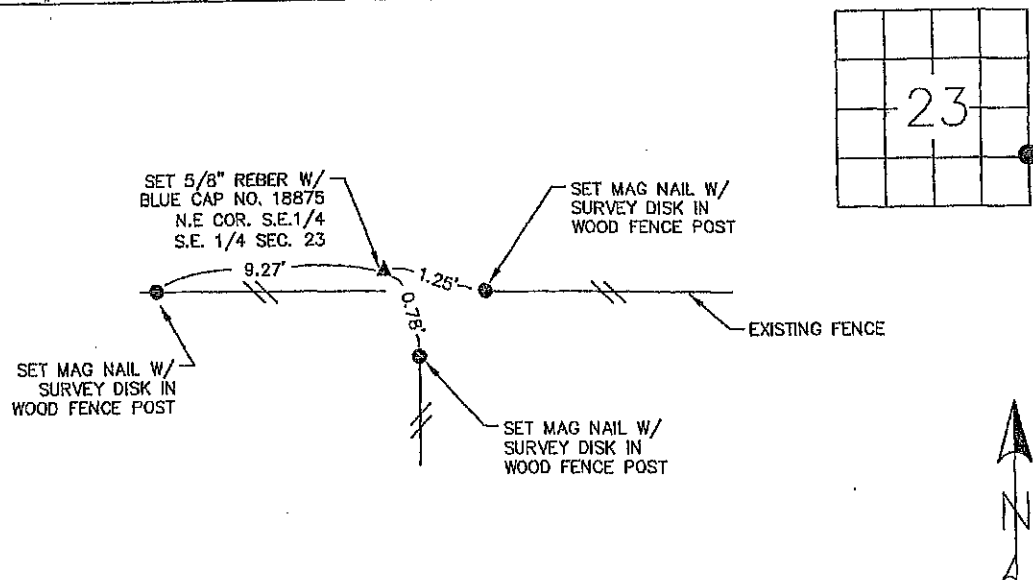 23
SET 5/8" REBER W/
BLUE CAP NO. 18875
N.E COR. S.E.1/4
S.E. 1/4 SEC. 23
SET MAG NAIL W/
SURVEY DISK IN
WOOD FENCE POST
9.27'
1.25'
0.78'
EXISTING FENCE
SET MAG NAIL W/
SURVEY DISK IN
WOOD FENCE POST
SET MAG NAIL W/
SURVEY DISK IN
WOOD FENCE POST
N